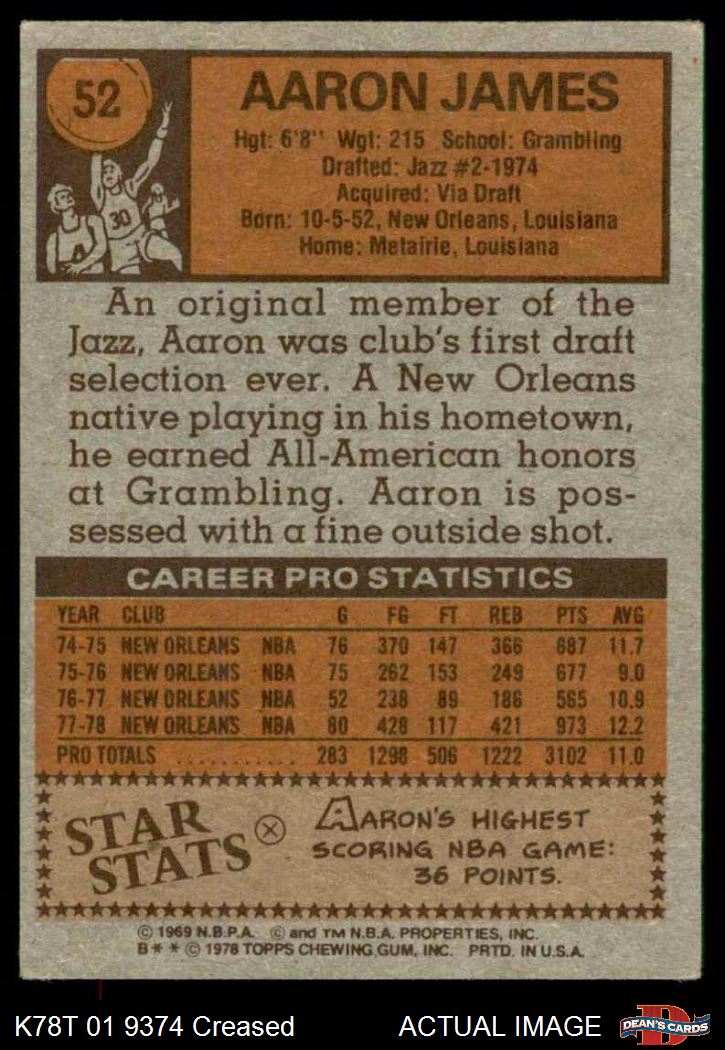 52
AARON JAMES
Hgt: 6'8" Wgt: 215 School: Grambling
Drafted: Jazz #2-1974
Acquired: Via Draft
Born: 10-5-52, New Orleans, Louisiana
Home: Metairie, Louisiana
30
An original member of the
Jazz, Aaron was club's first draft
selection ever. A New Orleans
native playing in his hometown,
he earned All-American honors
at Grambling. Aaron is pos-
sessed with a fine outside shot.
CAREER PRO STATISTICS
YEAR CLUB G FG FT REB PTS AVG
74-75 NEW ORLEANS NBA 76 370 147 366 887 11.7
75-76 NEW ORLEANS NBA 75 262 153 249 677 9.0
76-77 NEW ORLEANS NBA 52 238 89 186 565 10.9
77-78 NEW ORLEANS NBA 80 428 117 421 973 12.2
PRO TOTALS ........... 283 1298 506 1222 3102 11.0
STAR
STATS
AARON'S HIGHEST
SCORING NBA GAME:
36 POINTS.
© 1969 N.B.P.A. © and TM N.B.A. PROPERTIES, INC.
B** © 1978 TOPPS CHEWING GUM, INC. PRTD. IN U.S.A.
K78T 01 9374 Creased ACTUAL IMAGE
DEAN'S CARDS